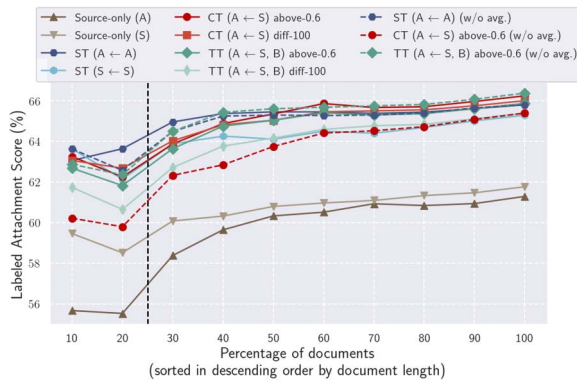 Source-only (A)
Source-only (S)
ST (A ← A)
ST (S ← S)
CT (A ← S) above-0.6
CT (A ← S) diff-100
TT (A ← S, B) above-0.6
TT (A ← S, B) diff-100
ST (A ← A) (w/o avg.)
CT (A ← S) above-0.6 (w/o avg.)
TT (A ← S, B) above-0.6 (w/o avg.)
Labeled Attachment Score (%)
66
64
62
60
58
56
10 20 30 40 50 60 70 80 90 100
Percentage of documents
(sorted in descending order by document length)